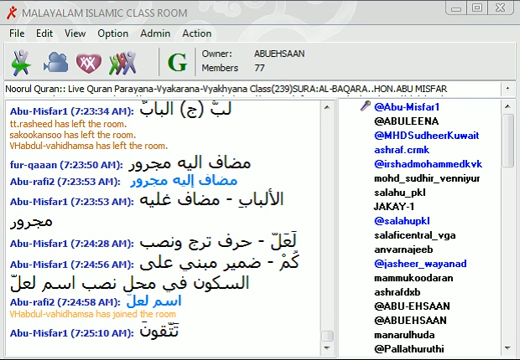 MALAYALAM ISLAMIC CLASS ROOM
File Edit View Option Admin Action
G
Owner: ABUEHSAAN
Members 77
Noorul Quran:: Live Quran Parayana-Vyakarana-Vyakhyana Class(239)SURA:AL-BAQARA..HON.ABU MISFAR
Abu-Misfar1 (7:23:34 AM): لُبٌّ (ج) البابٌ
tt.rasheed has left the room.
sakookansoo has left the room.
VHabdul-vahidhamsa has left the room.
fur-qaaan (7:23:50 AM): مضاف اليه مجرور
Abu-rafi2 (7:23:53 AM): مضاف إليه مجرور
Abu-Misfar1 (7:23:53 AM): الألبابِ - مضاف غليه
مجرور
Abu-Misfar1 (7:24:28 AM): لَعَلّ - حرف ترج ونصب
Abu-Misfar1 (7:24:56 AM): كُمْ - ضمير مبني على
السكون في محل نصب اسم لعلّ
Abu-rafi2 (7:24:58 AM): اسم لعل
VHabdul-vahidhamsa has joined the room
Abu-Misfar1 (7:25:10 AM): تَتَّقونَ
@Abu-Misfar1
@ABULEENA
@MHDSudheerKuwait
ashraf.crmk
@irshadmohammedkvk
mohd_sudhir_venniyur
salahu_pkl
JAKAY-1
@salahupkl
salaficentral_vga
anvarnajeeb
@jasheer_wayanad
mammukoodaran
ashrafdxb
@ABU-EHSAN
@ABUEHSAN
manarulhuda
@Pallathuruthi